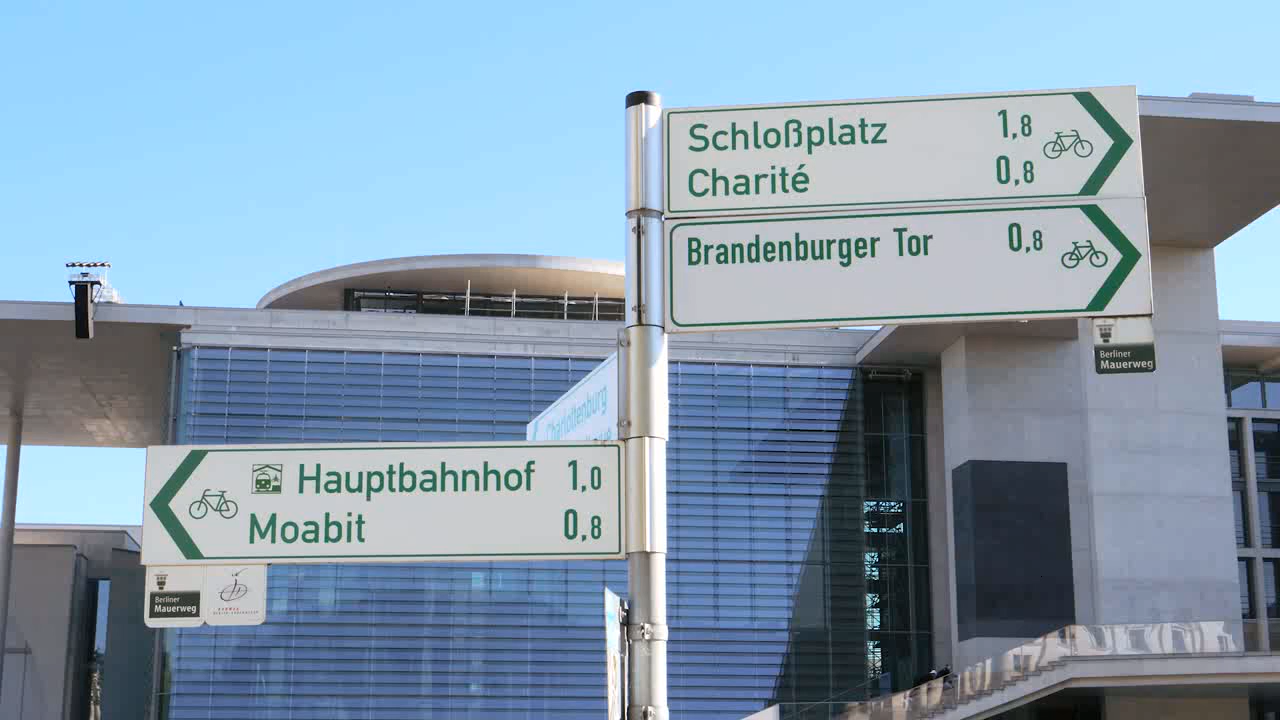 Schloßplatz 1,8
Charité 0,8
Brandenburger Tor 0,8
Berliner
Mauerweg
Charlottenburg
Hauptbahnhof 1,0
Moabit 0,8
Berliner
Mauerweg